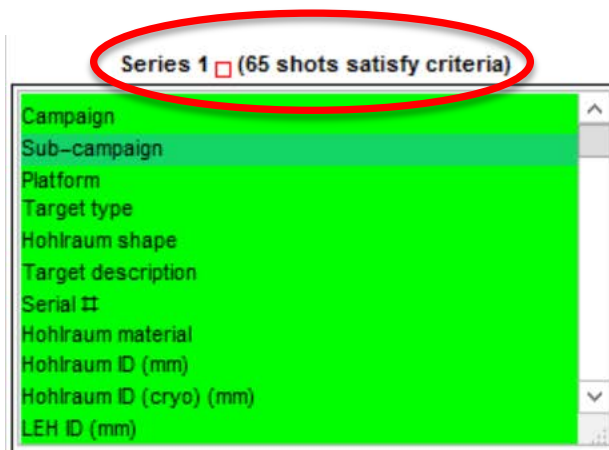 Series 1 □ (65 shots satisfy criteria)
Campaign
Sub-campaign
Platform
Target type
Hohlraum shape
Target description
Serial #
Hohlraum material
Hohlraum ID (mm)
Hohlraum ID (cryo) (mm)
LEH ID (mm)